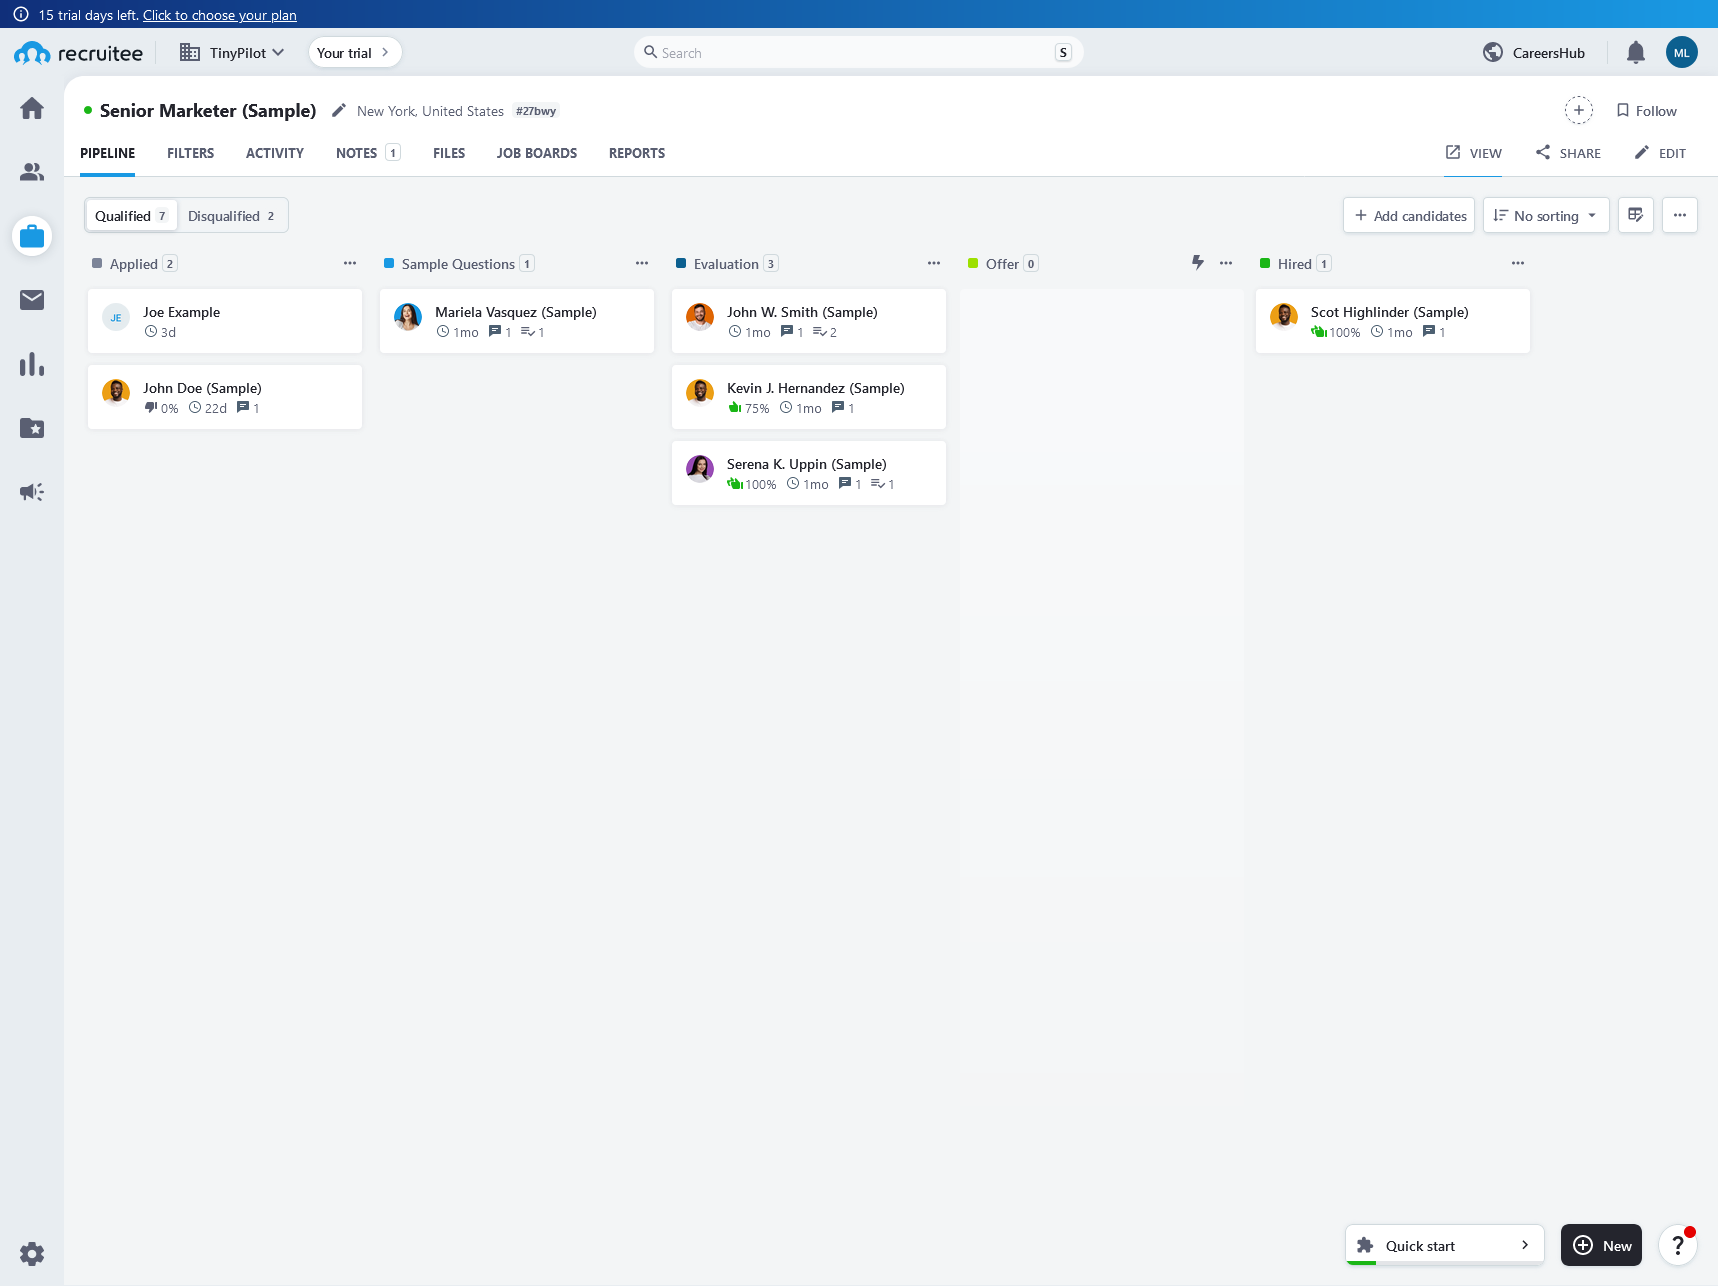 15 trial days left. Click to choose your plan
recruitee
TinyPilot
Your trial
Search
S
CareersHub
ML
Senior Marketer (Sample)
New York, United States
#27bwy
Follow
PIPELINE
FILTERS
ACTIVITY
NOTES 1
FILES
JOB BOARDS
REPORTS
VIEW
SHARE
EDIT
Qualified 7
Disqualified 2
Add candidates
No sorting
Applied 2
Sample Questions 1
Evaluation 3
Offer 0
Hired 1
JE
Joe Example
3d
John Doe (Sample)
0% 22d 1
Mariela Vasquez (Sample)
1mo 1 1
John W. Smith (Sample)
1mo 1 2
Kevin J. Hernandez (Sample)
75% 1mo 1
Serena K. Uppin (Sample)
100% 1mo 1 1
Scot Highlinder (Sample)
100% 1mo 1
Quick start
New
?